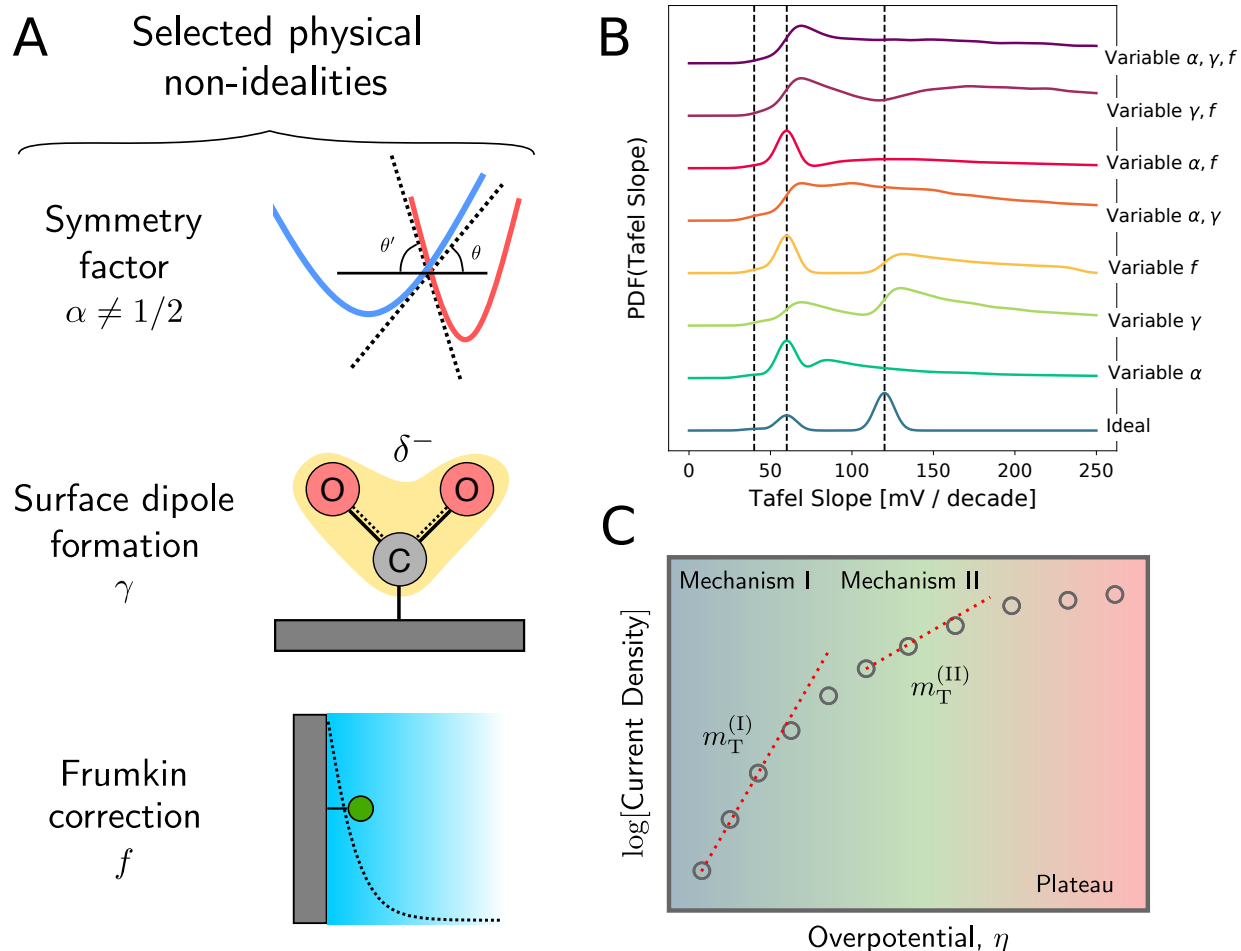 A
Selected physical
non-idealities
Symmetry
factor
α ≠ 1/2
θ′
θ
Surface dipole
formation
γ
δ−
O
O
C
Frumkin
correction
f
B
PDF(Tafel Slope)
Variable α, γ, f
Variable γ, f
Variable α, f
Variable α, γ
Variable f
Variable γ
Variable α
Ideal
0 50 100 150 200 250
Tafel Slope [mV / decade]
C
Mechanism I Mechanism II
m_T^(I)
m_T^(II)
Plateau
log[Current Density]
Overpotential, η